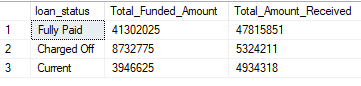 loan_status Total_Funded_Amount Total_Amount_Received
1 Fully Paid 41302025 47815851
2 Charged Off 8732775 5324211
3 Current 3946625 4934318